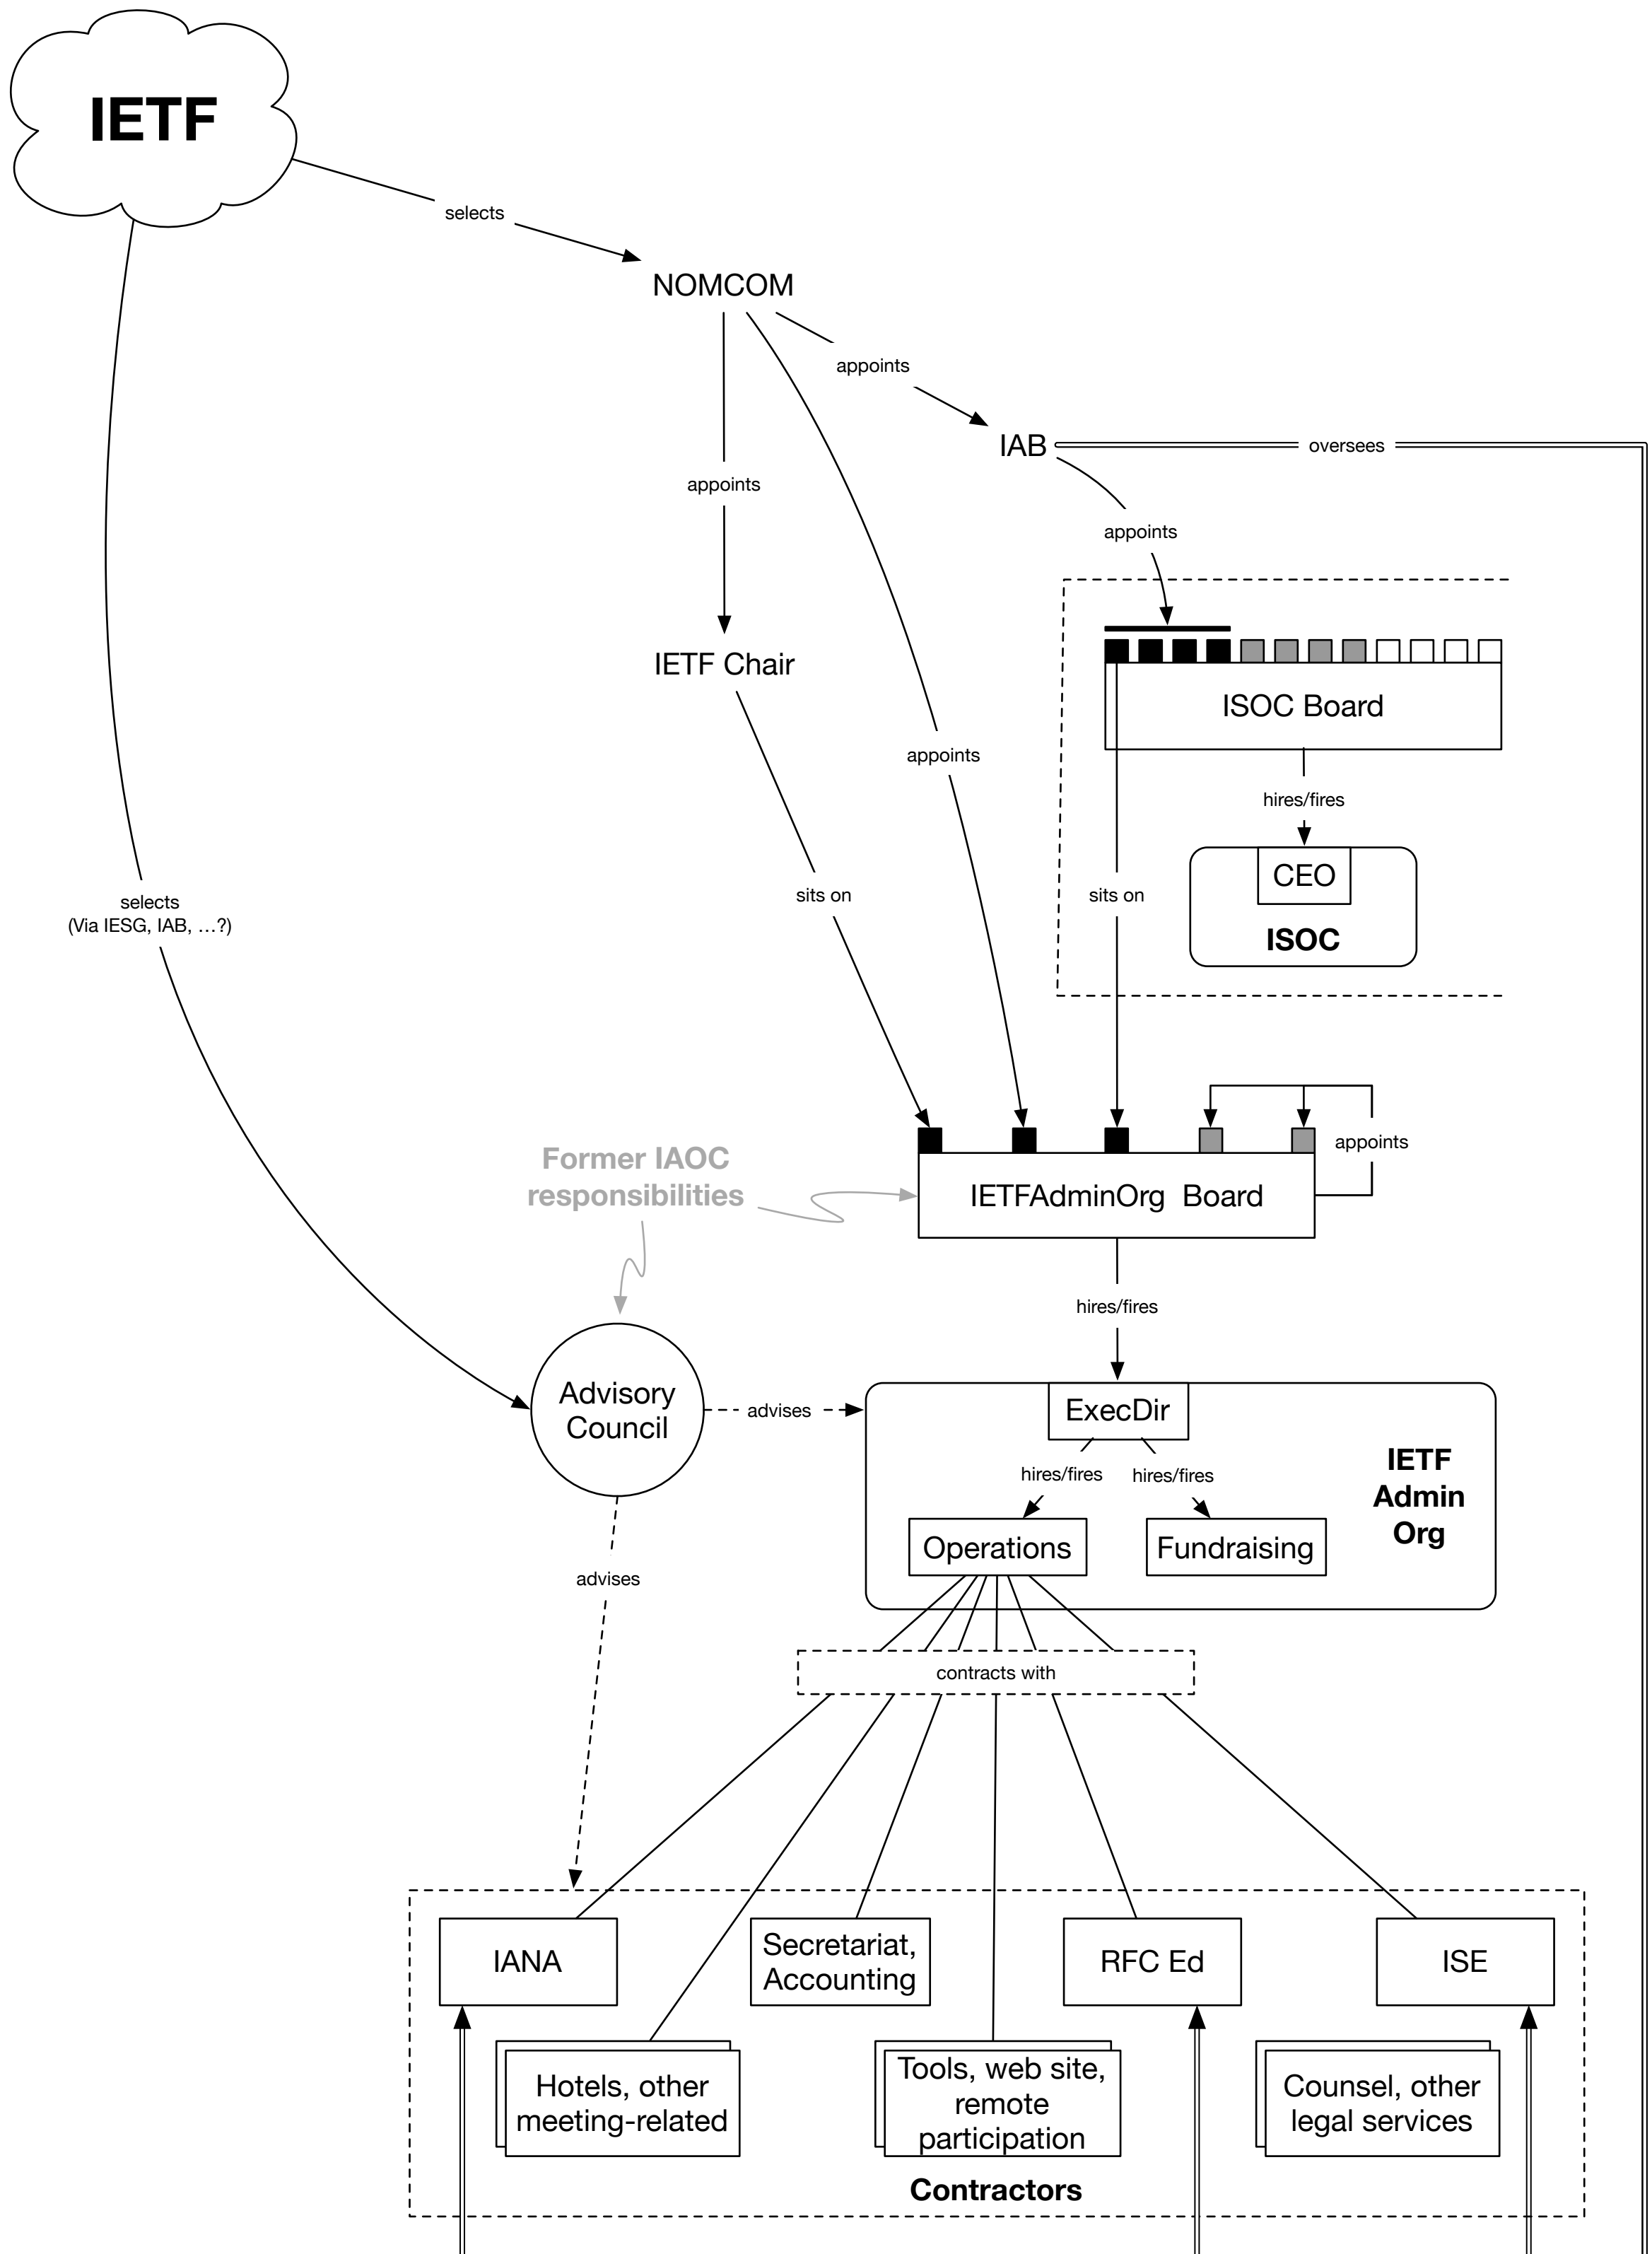 IETF
selects
NOMCOM
appoints
IAB
oversees
appoints
appoints
IETF Chair
ISOC Board
appoints
hires/fires
CEO
ISOC
selects
(Via IESG, IAB, …?)
sits on
sits on
Former IAOC
responsibilities
appoints
IETFAdminOrg Board
hires/fires
Advisory
Council
advises
ExecDir
IETF
Admin
Org
hires/fires
hires/fires
Operations
Fundraising
advises
contracts with
IANA
Secretariat,
Accounting
RFC Ed
ISE
Hotels, other
meeting-related
Tools, web site,
remote
participation
Counsel, other
legal services
Contractors